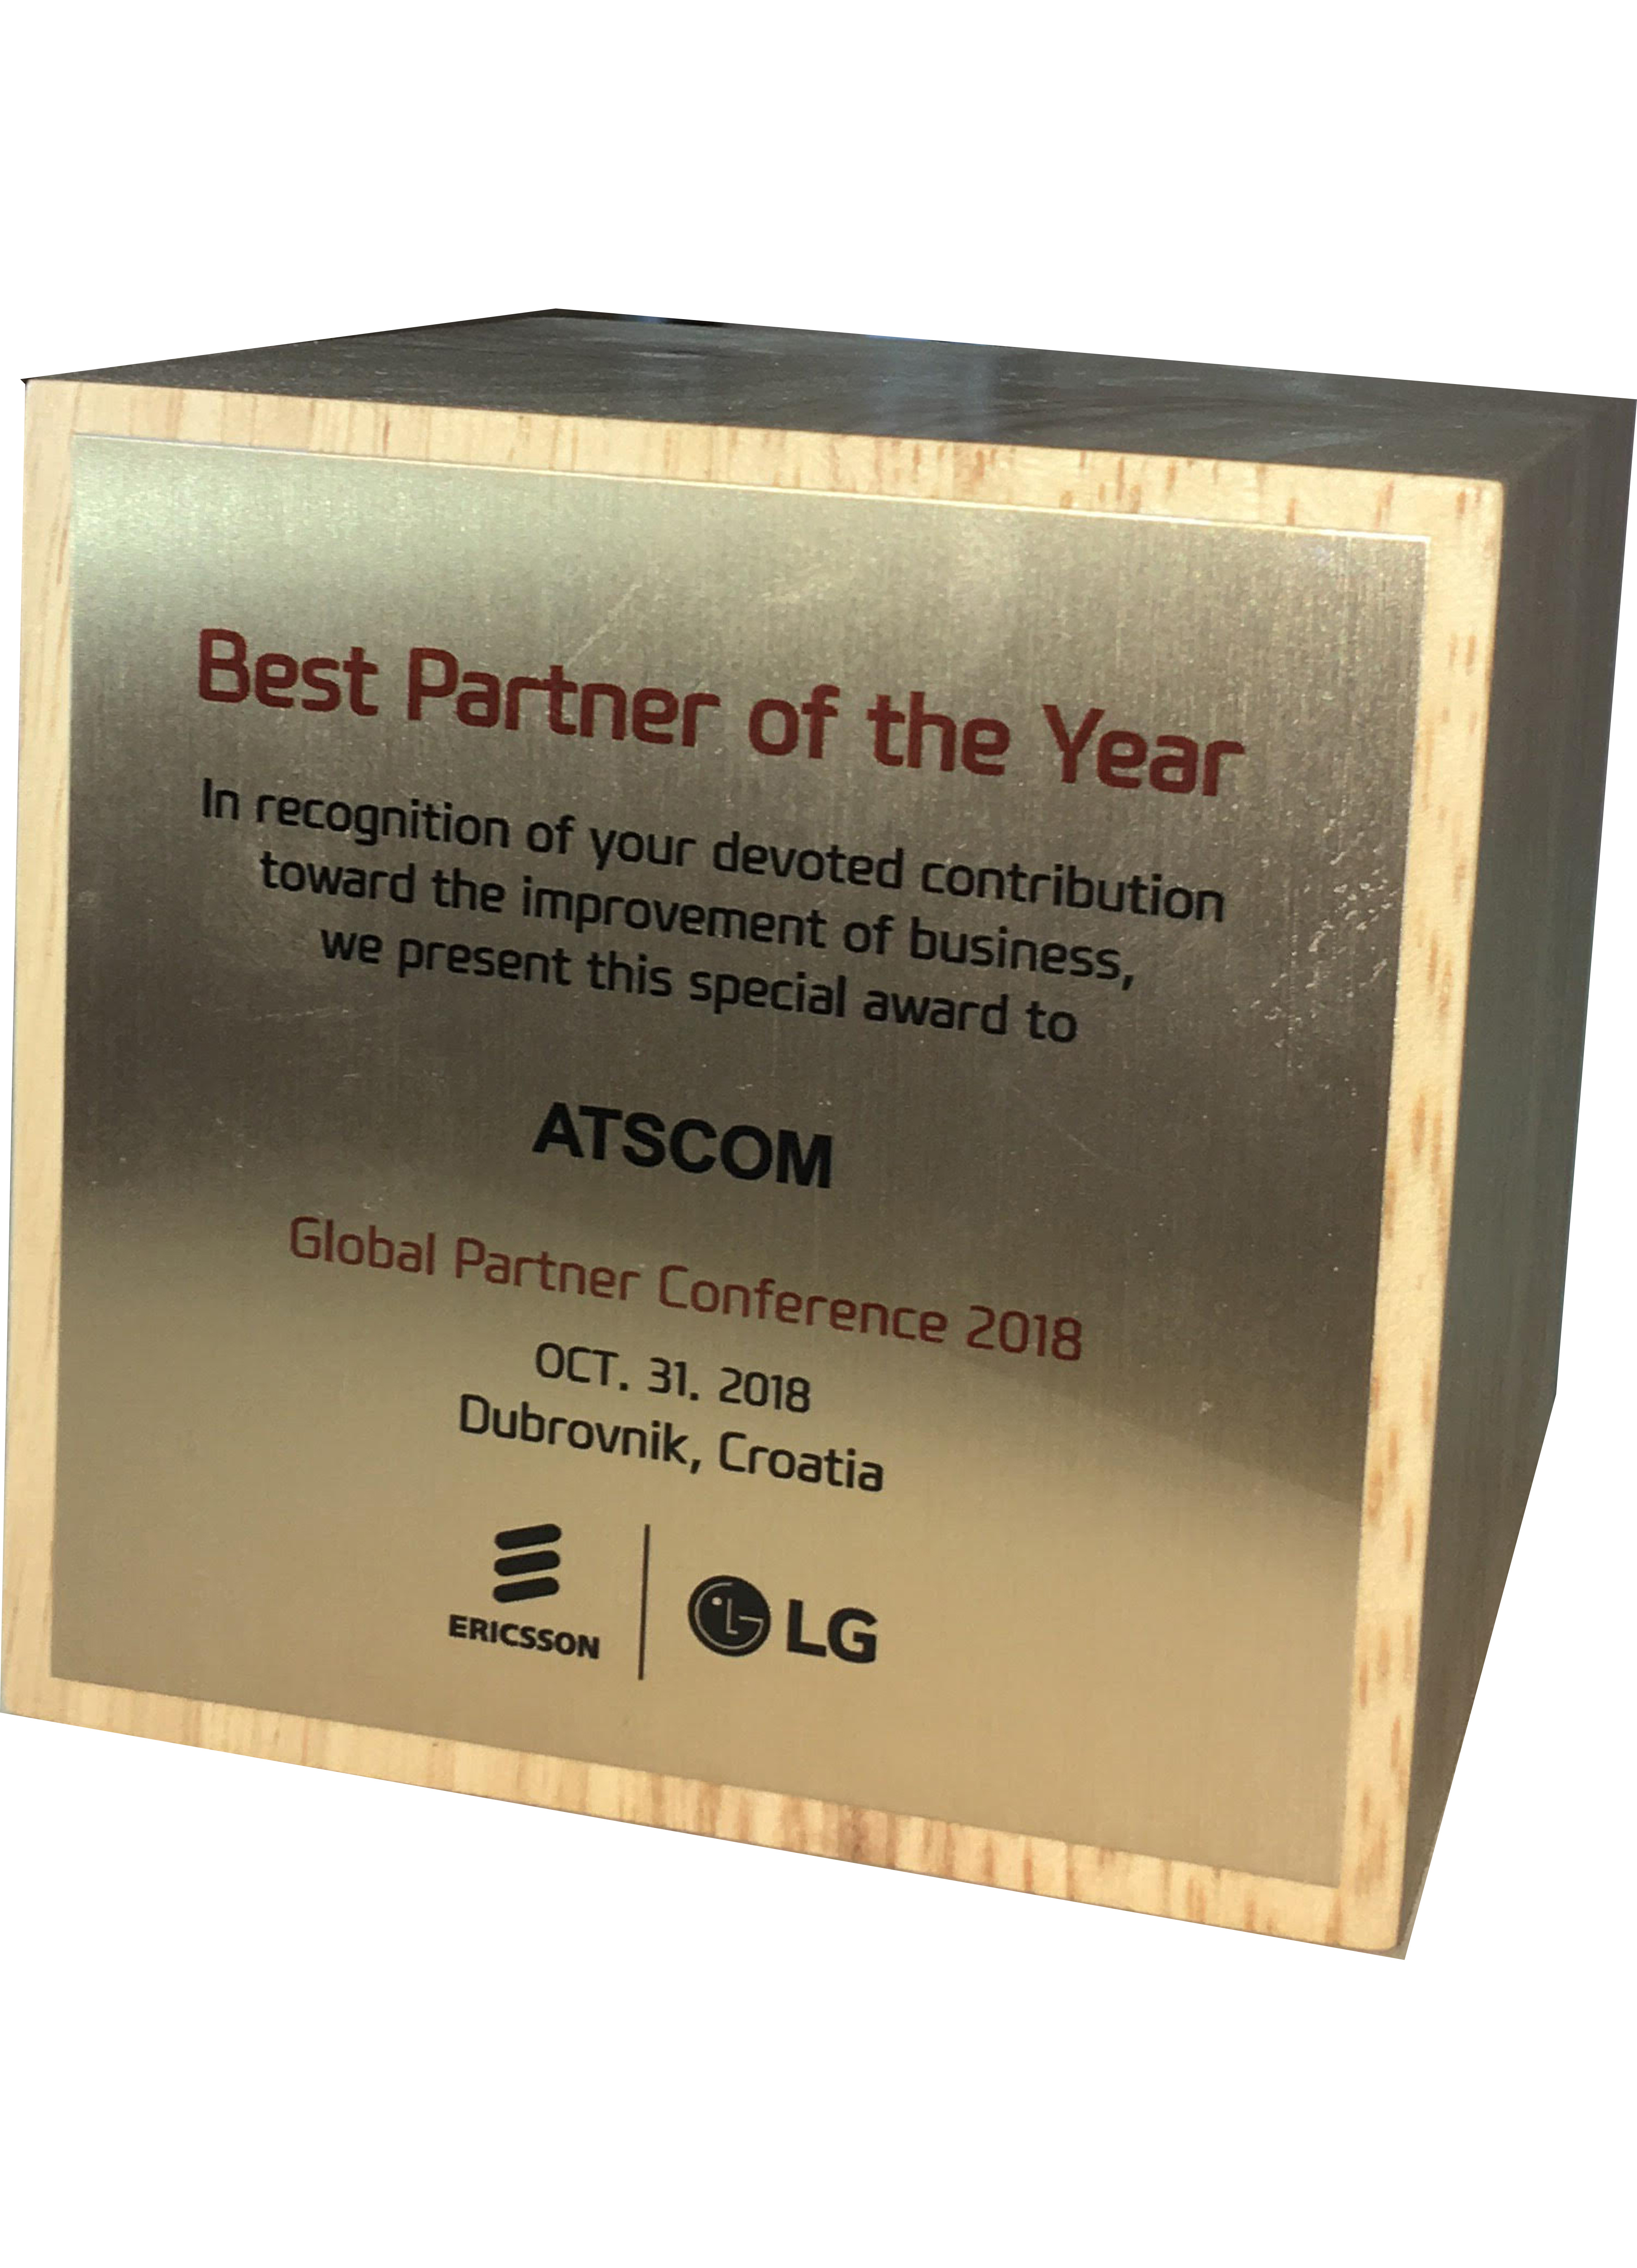 Best Partner of the Year
In recognition of your devoted contribution
toward the improvement of business,
we present this special award to
ATSCOM
Global Partner Conference 2018
OCT. 31. 2018
Dubrovnik, Croatia
ERICSSON
LG